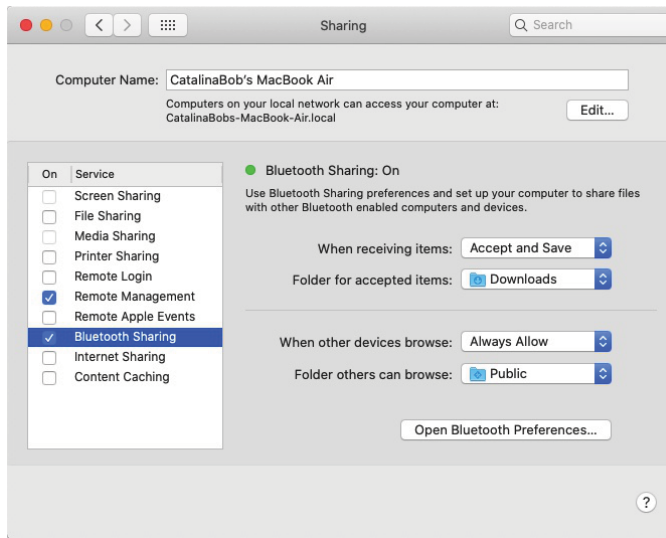 Sharing
Search
Computer Name: CatalinaBob's MacBook Air
Computers on your local network can access your computer at:
CatalinaBobs-MacBook-Air.local
Edit...
On Service
Screen Sharing
File Sharing
Media Sharing
Printer Sharing
Remote Login
Remote Management
Remote Apple Events
Bluetooth Sharing
Internet Sharing
Content Caching
Bluetooth Sharing: On
Use Bluetooth Sharing preferences and set up your computer to share files
with other Bluetooth enabled computers and devices.
When receiving items: Accept and Save
Folder for accepted items: Downloads
When other devices browse: Always Allow
Folder others can browse: Public
Open Bluetooth Preferences...
?